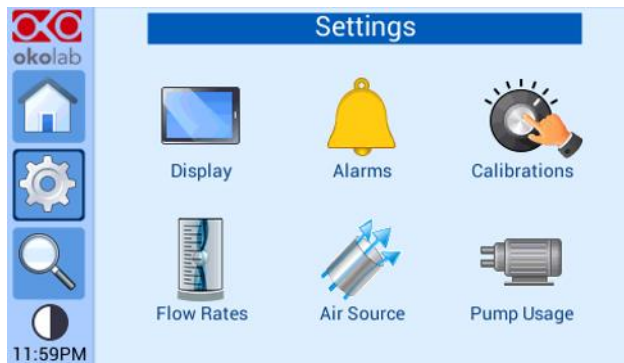 Settings
okolab
Display
Alarms
Calibrations
Flow Rates
Air Source
Pump Usage
11:59PM